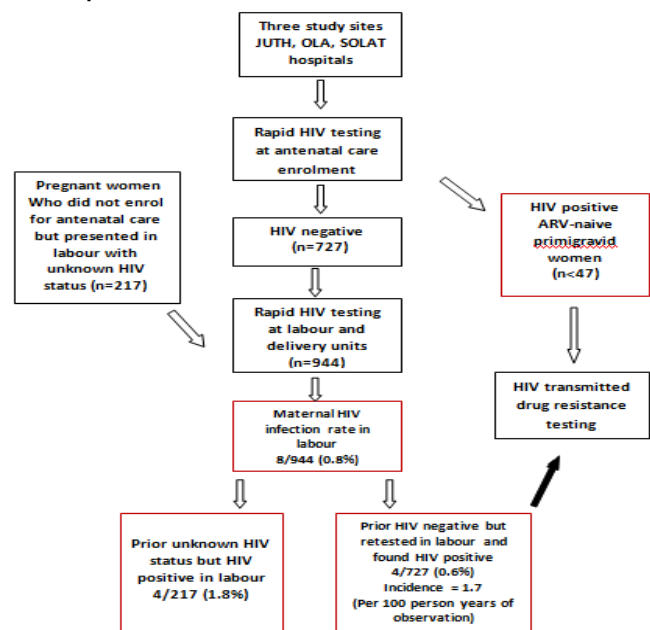 Three study sites
JUTH, OLA, SOLAT
hospitals
Rapid HIV testing
at antenatal care
enrolment
Pregnant women
Who did not enrol
for antenatal care
but presented in
labour with
unknown HIV
status (n=217)
HIV negative
(n=727)
HIV positive
ARV-naive
primigravid
women
(n<47)
Rapid HIV testing
at labour and
delivery units
(n=944)
HIV transmitted
drug resistance
testing
Maternal HIV
infection rate in
labour
8/944 (0.8%)
Prior unknown HIV
status but HIV
positive in labour
4/217 (1.8%)
Prior HIV negative but
retested in labour and
found HIV positive
4/727 (0.6%)
Incidence = 1.7
(Per 100 person years of
observation)